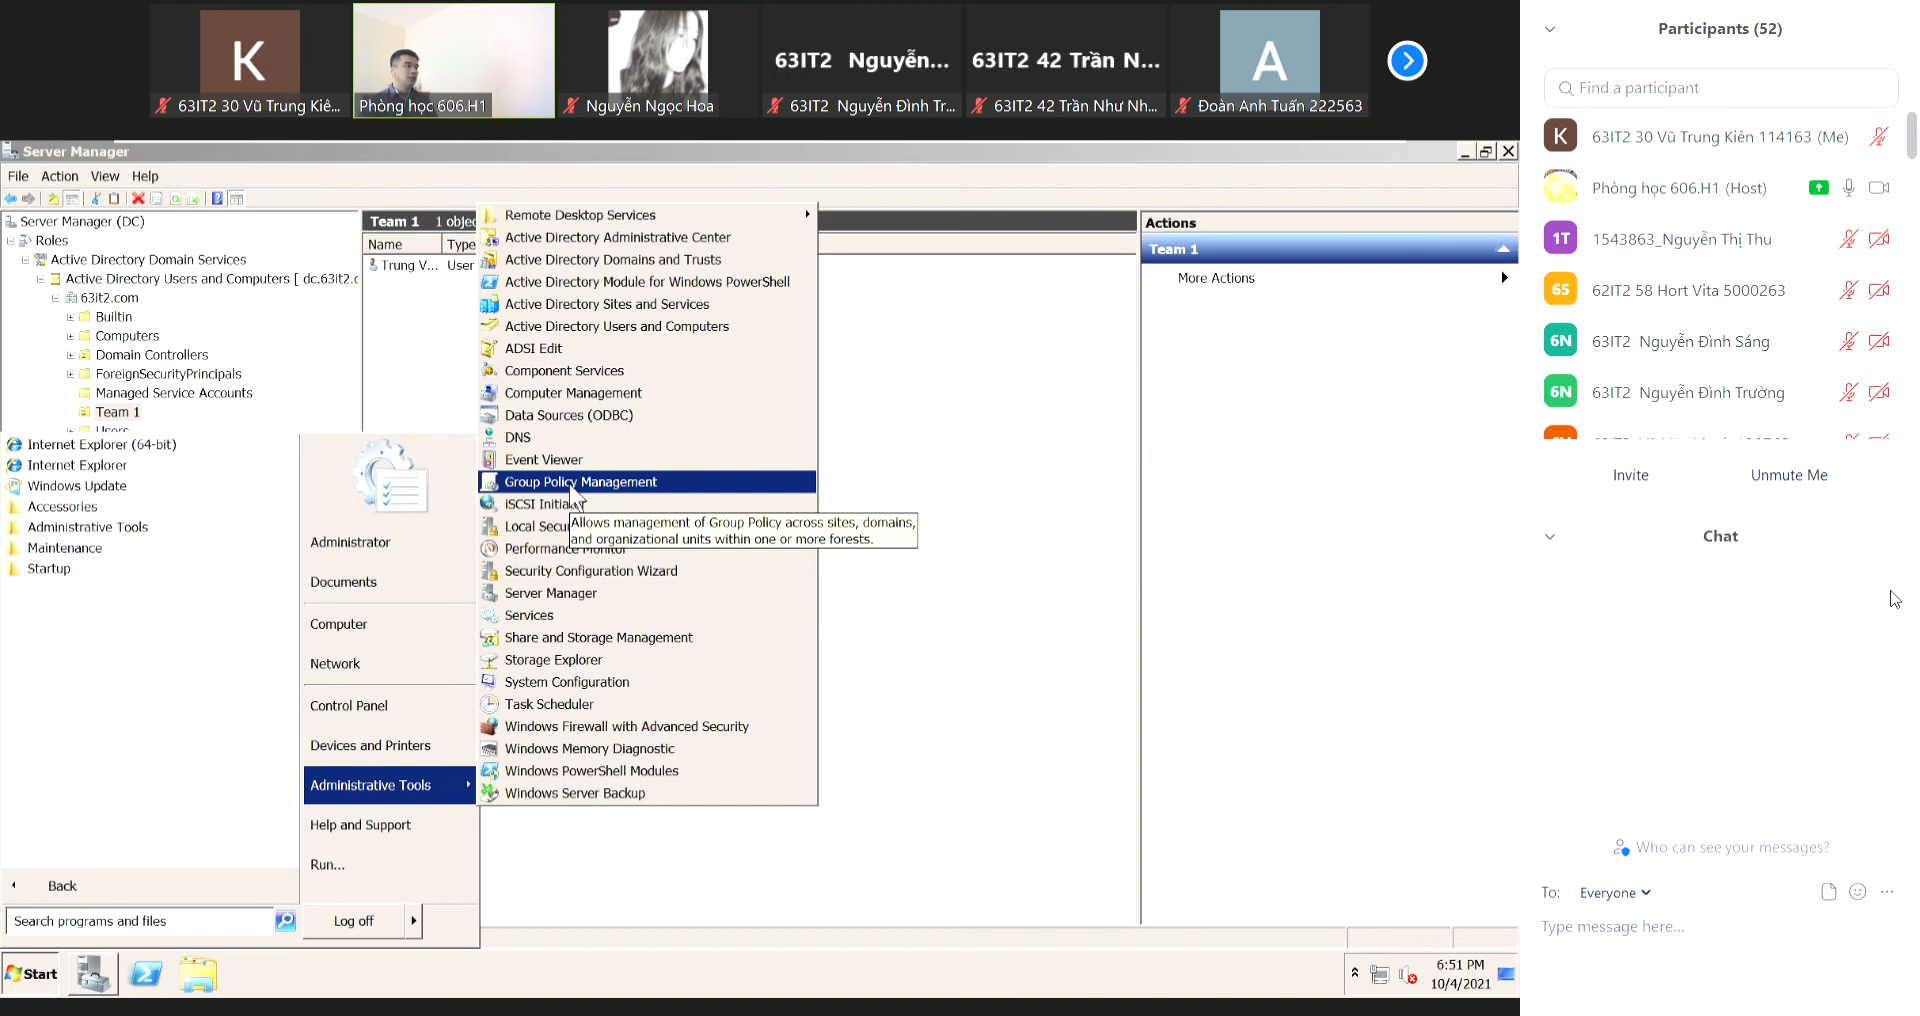 K
63IT2 30 Vũ Trung Kiê...
Phòng học 606.H1
Nguyễn Ngọc Hoa
63IT2 Nguyễn...
63IT2 Nguyễn Đình Tr...
63IT2 42 Trần N...
63IT2 42 Trần Như Nh...
A
Đoàn Anh Tuấn 222563
Server Manager
File Action View Help
Server Manager (DC)
Roles
Active Directory Domain Services
Active Directory Users and Computers [ dc.63it2.c
63it2.com
Builtin
Computers
Domain Controllers
ForeignSecurityPrincipals
Managed Service Accounts
Team 1
Users
Team 1 1 objec
Name Type
Trung V... User
Actions
Team 1
More Actions
Internet Explorer (64-bit)
Internet Explorer
Windows Update
Accessories
Administrative Tools
Maintenance
Startup
Back
Search programs and files
Administrator
Documents
Computer
Network
Control Panel
Devices and Printers
Administrative Tools
Help and Support
Run...
Log off
Remote Desktop Services
Active Directory Administrative Center
Active Directory Domains and Trusts
Active Directory Module for Windows PowerShell
Active Directory Sites and Services
Active Directory Users and Computers
ADSI Edit
Component Services
Computer Management
Data Sources (ODBC)
DNS
Event Viewer
Group Policy Management
iSCSI Initia
Local Secu
Performance Monitor
Security Configuration Wizard
Server Manager
Services
Share and Storage Management
Storage Explorer
System Configuration
Task Scheduler
Windows Firewall with Advanced Security
Windows Memory Diagnostic
Windows PowerShell Modules
Windows Server Backup
Allows management of Group Policy across sites, domains,
and organizational units within one or more forests.
Start
6:51 PM
10/4/2021
Participants (52)
Find a participant
K 63IT2 30 Vũ Trung Kiên 114163 (Me)
Phòng học 606.H1 (Host)
1T 1543863_Nguyễn Thị Thu
65 62IT2 58 Hort Vita 5000263
6N 63IT2 Nguyễn Đình Sáng
6N 63IT2 Nguyễn Đình Trường
Invite Unmute Me
Chat
Who can see your messages?
To: Everyone
Type message here...